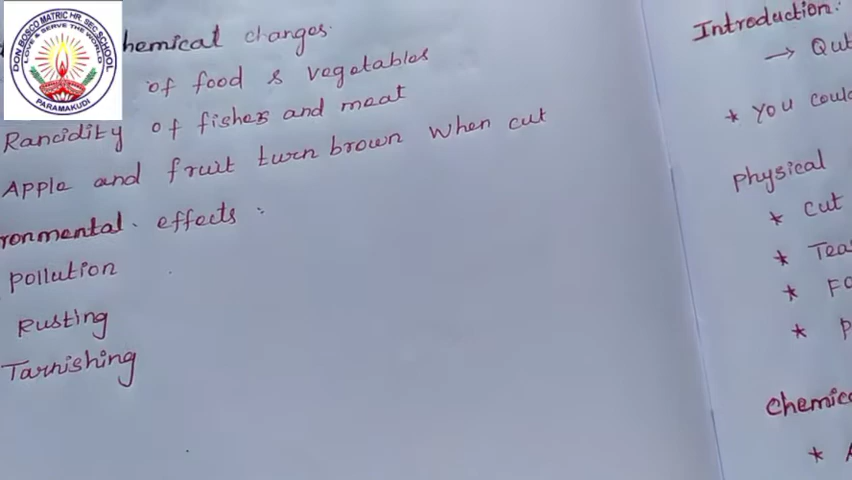 DON BOSCO MATRIC HR. SEC SCHOOL
LOVE & SERVE THE WORLD
PARAMAKUDI
hemical changes.
of food & vegetables
Rancidity of fishes and meat
Apple and fruit turn brown when cut
ronmental effects:
Pollution
Rusting
Tarnishing
Introduction:
→ Qut
* You could
Physical
* Cut
* Tea
* Fo
* P
Chemic
* A